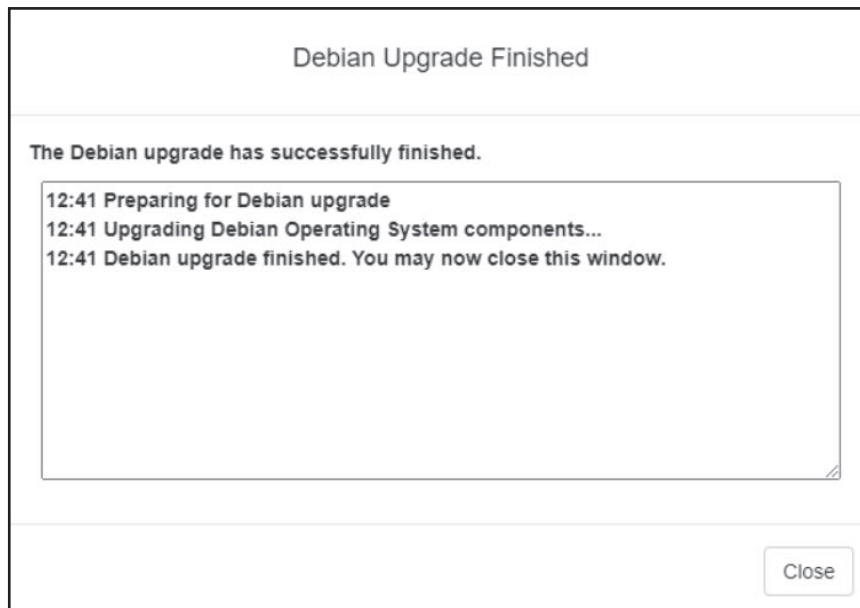 Debian Upgrade Finished
The Debian upgrade has successfully finished.
12:41 Preparing for Debian upgrade
12:41 Upgrading Debian Operating System components...
12:41 Debian upgrade finished. You may now close this window.
Close